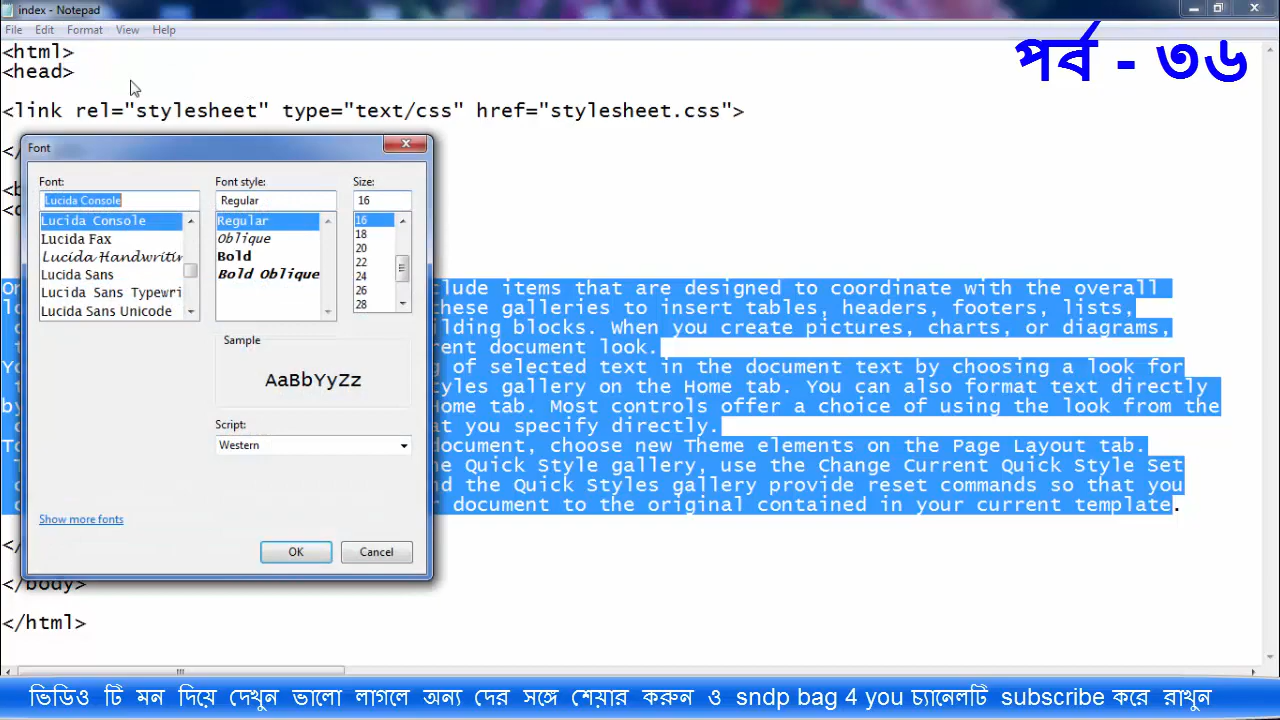 index - Notepad
File Edit Format View Help
পর্ব - ৩৬
<html>
<head>
<link rel="stylesheet" type="text/css" href="stylesheet.css">
Font
Font: Font style: Size:
Lucida Console Regular 16
Lucida Console Regular 16
Lucida Fax Oblique 18
Lucida Handwritin Bold 20
Lucida Sans Bold Oblique 22
Lucida Sans Typewri 24
Lucida Sans Unicode 26
28
Sample
AaBbYyZz
Script:
Western
Show more fonts
OK Cancel
clude items that are designed to coordinate with the overall
hese galleries to insert tables, headers, footers, lists,
ilding blocks. When you create pictures, charts, or diagrams,
rent document look.
g of selected text in the document text by choosing a look for
tyles gallery on the Home tab. You can also format text directly
Home tab. Most controls offer a choice of using the look from the
at you specify directly.
document, choose new Theme elements on the Page Layout tab.
he Quick Style gallery, use the Change Current Quick Style Set
nd the Quick Styles gallery provide reset commands so that you
document to the original contained in your current template.
</body>
</html>
ভিডিও টি মন দিয়ে দেখুন ভালো লাগলে অন্য দের সঙ্গে শেয়ার করুন ও sndp bag 4 you চ্যানেলটি subscribe করে রাখুন